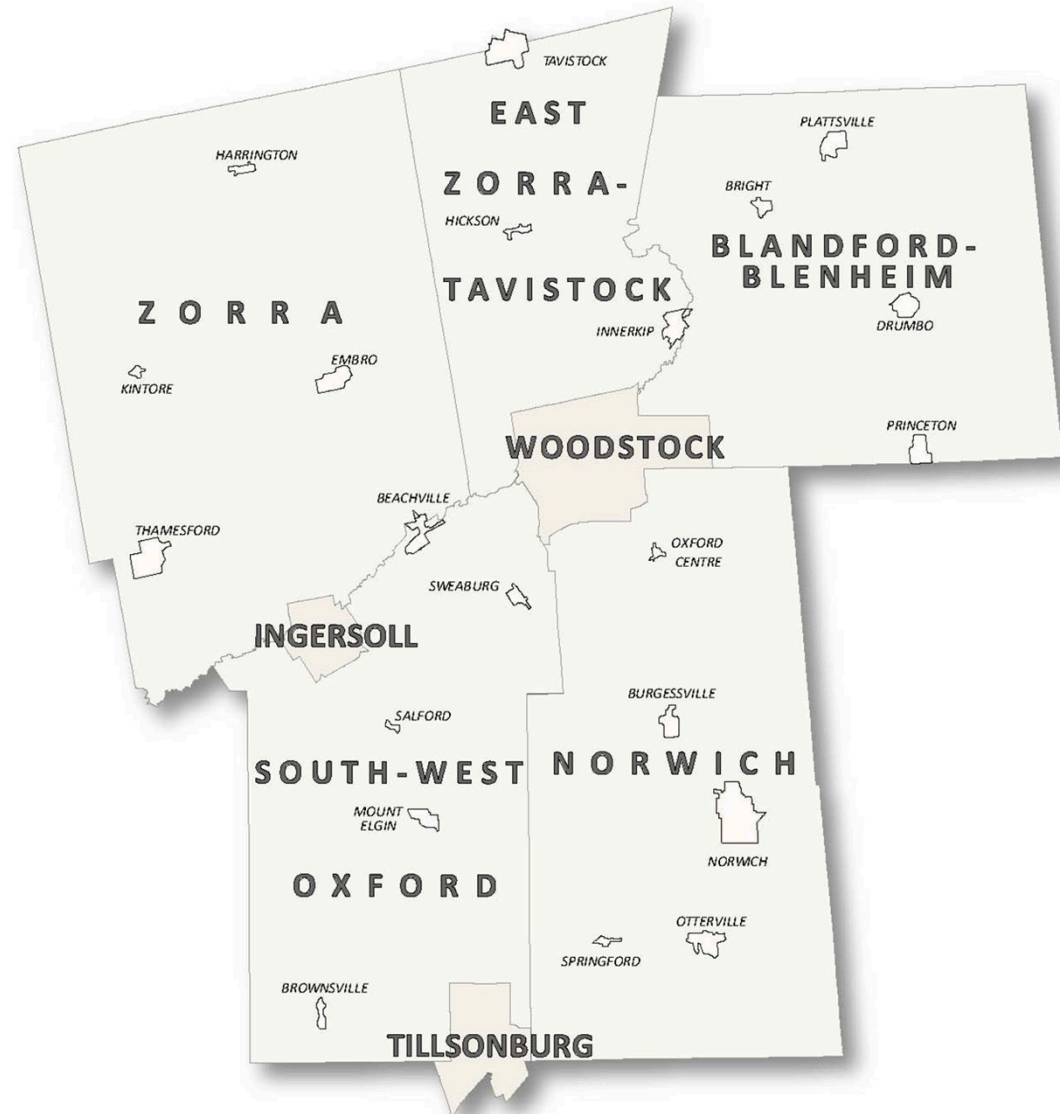 TAVISTOCK
EAST
ZORRA-
TAVISTOCK
HARRINGTON
HICKSON
INNERKIP
PLATTSVILLE
BRIGHT
BLANDFORD-
BLENHEIM
DRUMBO
PRINCETON
ZORRA
KINTORE
EMBRO
THAMESFORD
BEACHVILLE
WOODSTOCK
SWEABURG
OXFORD
CENTRE
INGERSOLL
SALFORD
SOUTH-WEST
MOUNT
ELGIN
OXFORD
BROWNSVILLE
BURGESSVILLE
NORWICH
NORWICH
OTTERVILLE
SPRINGFORD
TILLSONBURG